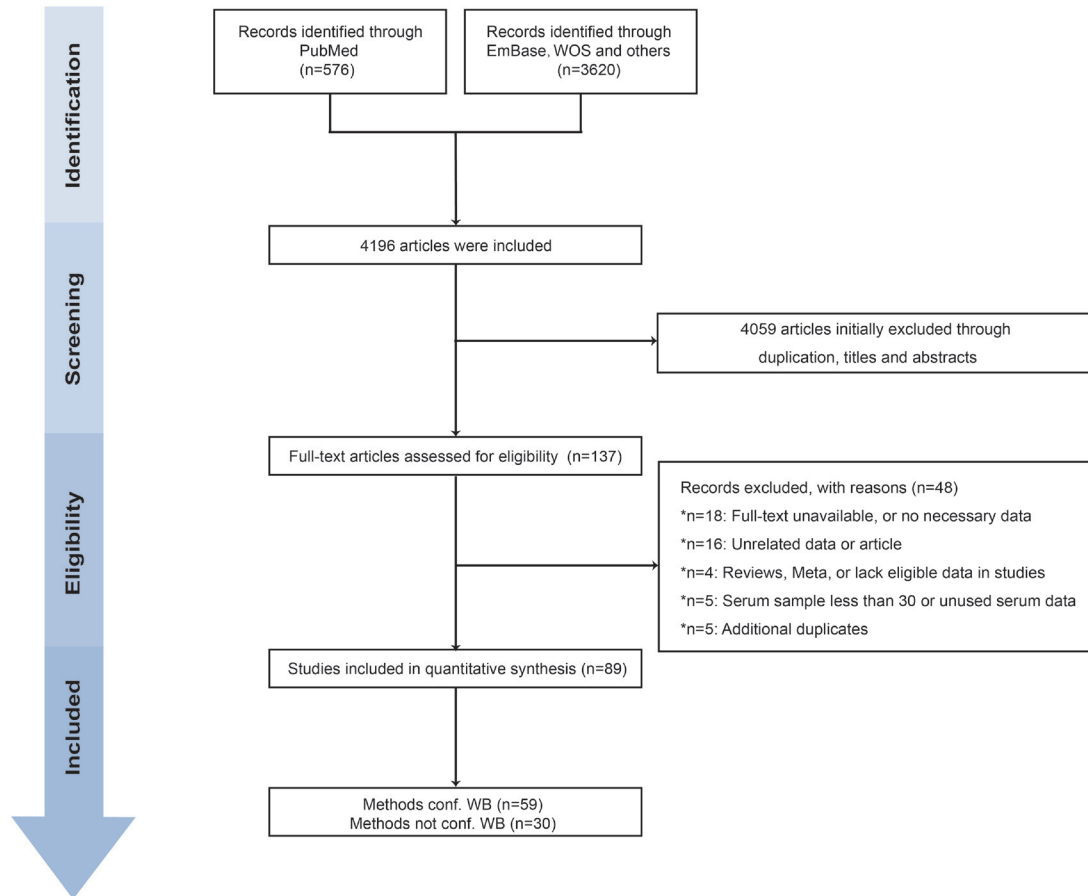 Identification
Records identified through
PubMed
(n=576)
Records identified through
EmBase, WOS and others
(n=3620)
Screening
4196 articles were included
4059 articles initially excluded through
duplication, titles and abstracts
Eligibility
Full-text articles assessed for eligibility (n=137)
Records excluded, with reasons (n=48)
*n=18: Full-text unavailable, or no necessary data
*n=16: Unrelated data or article
*n=4: Reviews, Meta, or lack eligible data in studies
*n=5: Serum sample less than 30 or unused serum data
*n=5: Additional duplicates
Included
Studies included in quantitative synthesis (n=89)
Methods conf. WB (n=59)
Methods not conf. WB (n=30)